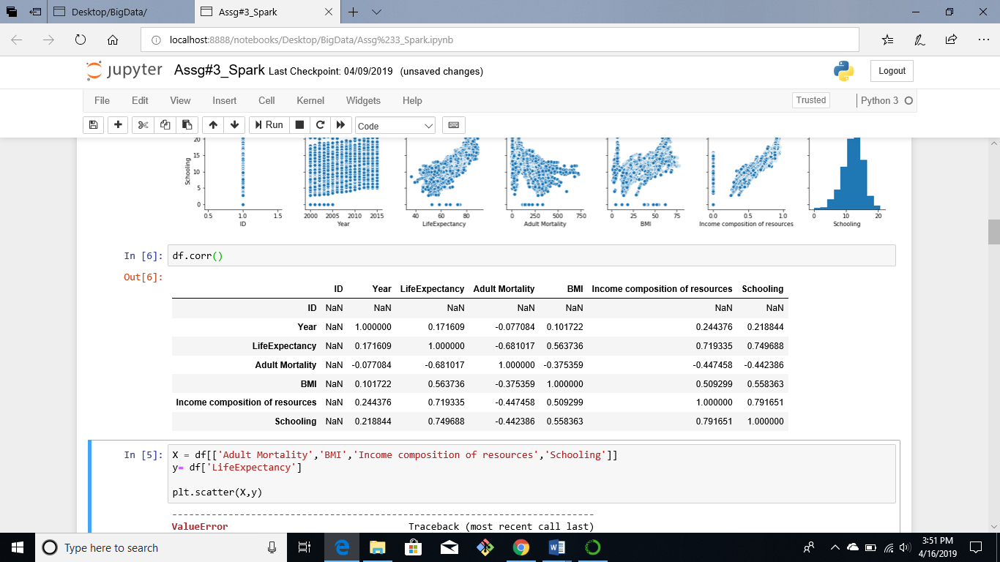 Desktop/BigData/
Assg#3_Spark
localhost:8888/notebooks/Desktop/BigData/Assg%233_Spark.ipynb
jupyter Assg#3_Spark Last Checkpoint: 04/09/2019 (unsaved changes)
Logout
File Edit View Insert Cell Kernel Widgets Help
Trusted Python 3
Run Code
20
15
10
5
0
Schooling
0.5 1.0 1.5 2000 2005 2010 2015 40 60 80 0 250 500 750 0 25 50 75 0.0 0.5 1.0 0 10 20
ID Year LifeExpectancy Adult Mortality BMI Income composition of resources Schooling
In [6]: df.corr()
Out[6]:
ID Year LifeExpectancy Adult Mortality BMI Income composition of resources Schooling
ID NaN NaN NaN NaN NaN NaN NaN
Year NaN 1.000000 0.171609 -0.077084 0.101722 0.244376 0.218844
LifeExpectancy NaN 0.171609 1.000000 -0.681017 0.563736 0.719335 0.749688
Adult Mortality NaN -0.077084 -0.681017 1.000000 -0.375359 -0.447458 -0.442386
BMI NaN 0.101722 0.563736 -0.375359 1.000000 0.509299 0.558363
Income composition of resources NaN 0.244376 0.719335 -0.447458 0.509299 1.000000 0.791651
Schooling NaN 0.218844 0.749688 -0.442386 0.558363 0.791651 1.000000
In [5]: X = df[['Adult Mortality','BMI','Income composition of resources','Schooling']]
y= df['LifeExpectancy']
plt.scatter(X,y)
---------------------------------------------------------------------------
ValueError Traceback (most recent call last)
Type here to search
3:51 PM
4/16/2019